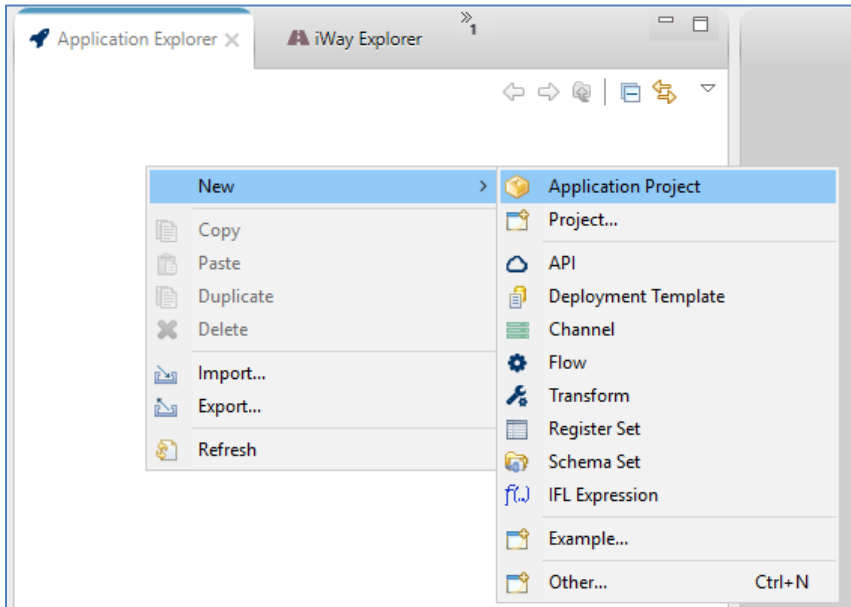 Application Explorer
iWay Explorer
»1
New
Copy
Paste
Duplicate
Delete
Import...
Export...
Refresh
Application Project
Project...
API
Deployment Template
Channel
Flow
Transform
Register Set
Schema Set
f(..) IFL Expression
Example...
Other... Ctrl+N